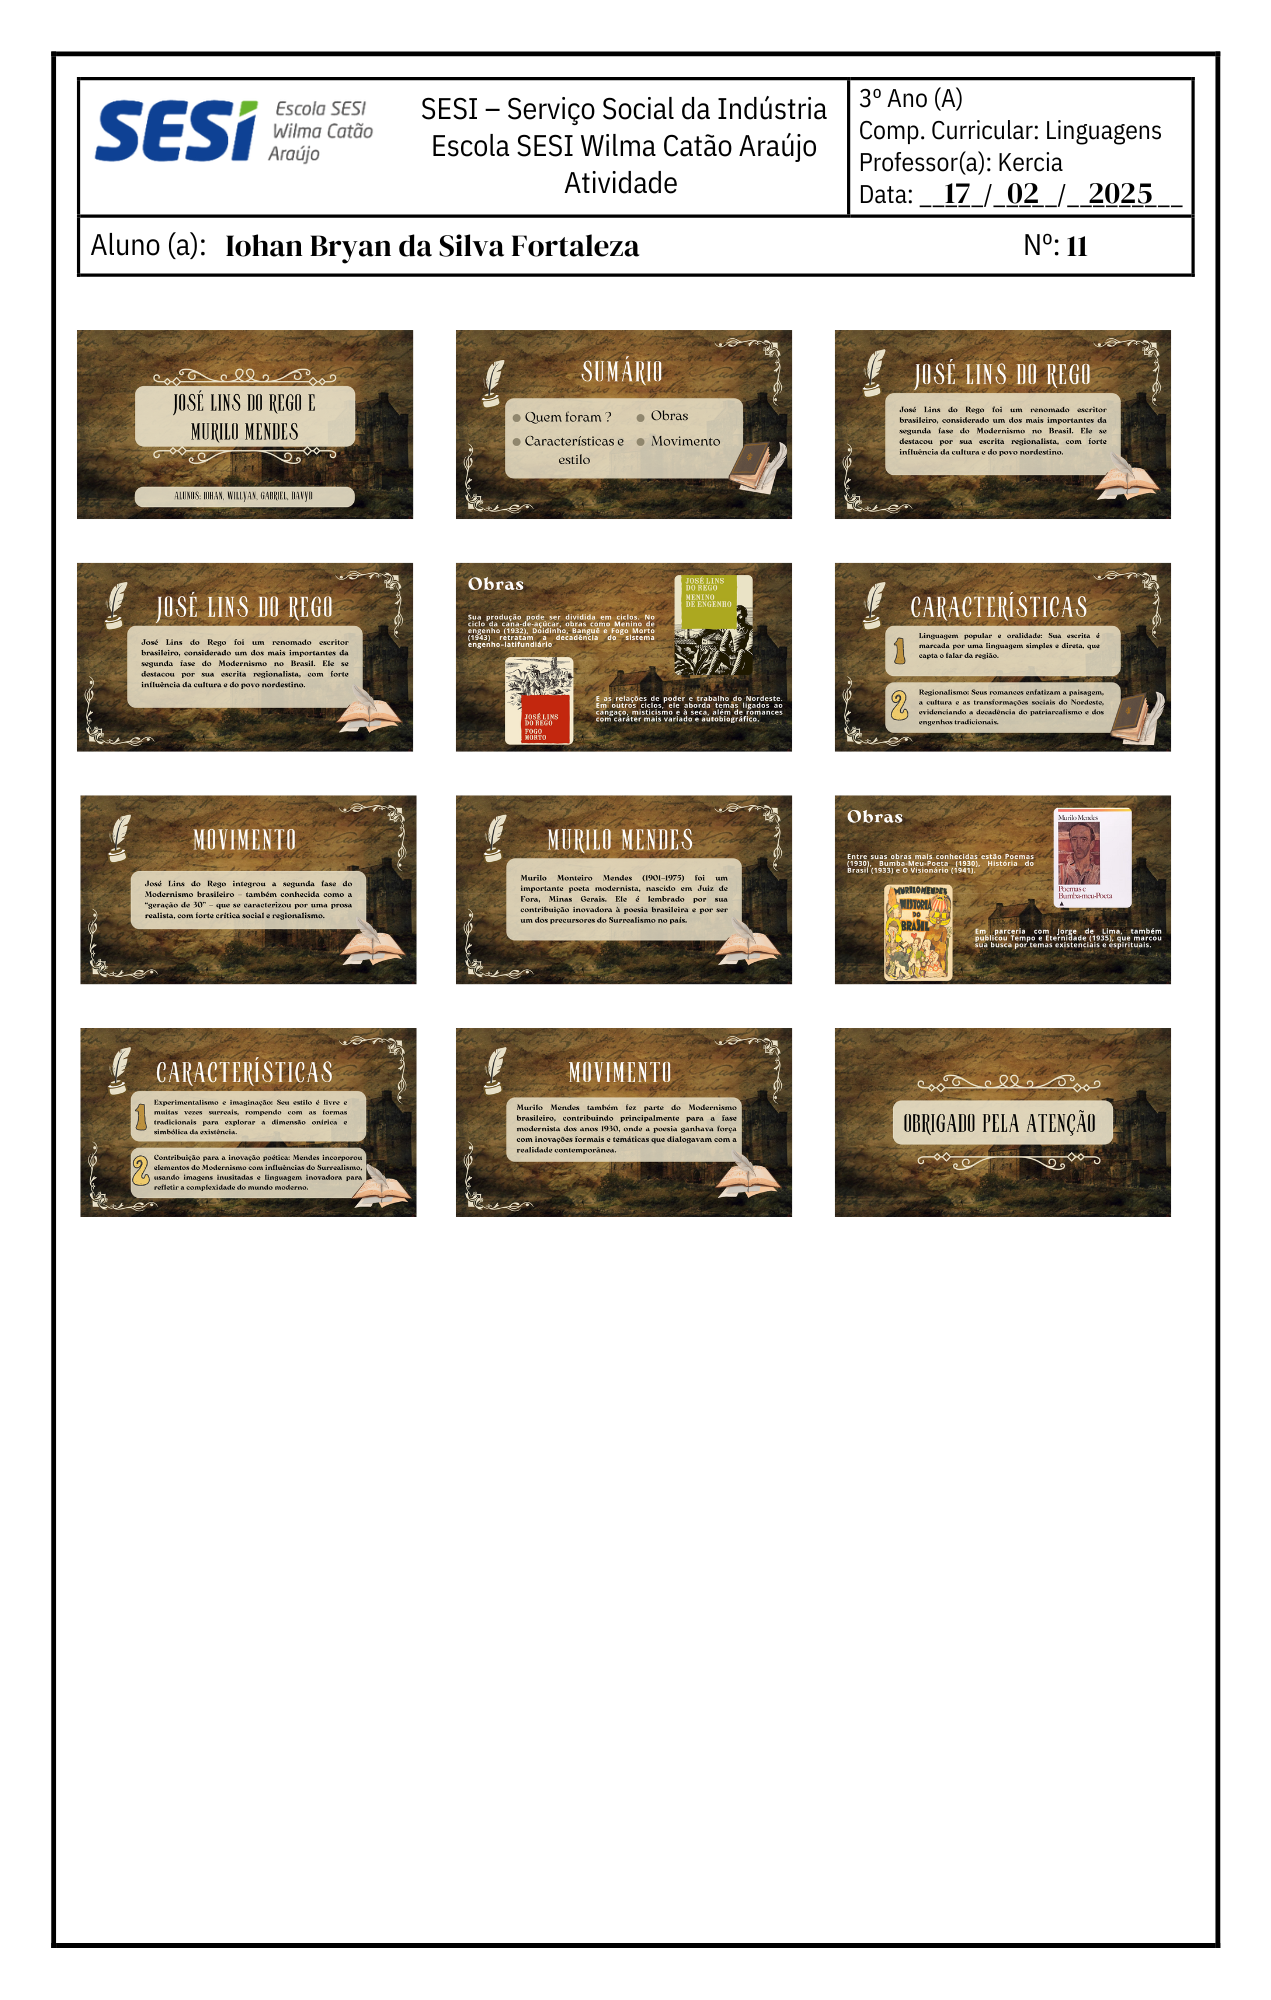 SESI
Escola SESI
Wilma Catão
Araújo
SESI – Serviço Social da Indústria
Escola SESI Wilma Catão Araújo
Atividade
3º Ano (A)
Comp. Curricular: Linguagens
Professor(a): Kercia
Data: __17__/_02_/__2025__
Aluno (a): Iohan Bryan da Silva Fortaleza Nº: 11
JOSÉ LINS DO REGO E
MURILO MENDES
ALUNOS: IOHAN, WILLYAN, GABRIEL, DAVYD
SUMÁRIO
Quem foram ?
Características e
estilo
Obras
Movimento
JOSÉ LINS DO REGO
José Lins do Rego foi um renomado escritor
brasileiro, considerado um dos mais importantes da
segunda fase do Modernismo no Brasil. Ele se
destacou por sua escrita regionalista, com forte
influência da cultura e do povo nordestino.
JOSÉ LINS DO REGO
José Lins do Rego foi um renomado escritor
brasileiro, considerado um dos mais importantes da
segunda fase do Modernismo no Brasil. Ele se
destacou por sua escrita regionalista, com forte
influência da cultura e do povo nordestino.
Obras
Sua produção pode ser dividida em ciclos. No
ciclo da cana-de-açúcar, obras como Menino de
engenho (1932), Doidinho, Banguê e Fogo Morto
(1943) retratam a decadência do sistema
engenho-latifundiário
JOSÉ LINS
DO REGO
MENINO
DE ENGENHO
JOSÉ LINS
DO REGO
FOGO
MORTO
E as relações de poder e trabalho do Nordeste.
Em outros ciclos, ele aborda temas ligados ao
cangaço, misticismo e à seca, além de romances
com caráter mais variado e autobiográfico.
CARACTERÍSTICAS
1
Linguagem popular e oralidade: Sua escrita é
marcada por uma linguagem simples e direta, que
capta o falar da região.
2
Regionalismo: Seus romances enfatizam a paisagem,
a cultura e as transformações sociais do Nordeste,
evidenciando a decadência do patriarcalismo e dos
engenhos tradicionais.
MOVIMENTO
José Lins do Rego integrou a segunda fase do
Modernismo brasileiro – também conhecida como a
"geração de 30" – que se caracterizou por uma prosa
realista, com forte crítica social e regionalismo.
MURILO MENDES
Murilo Monteiro Mendes (1901–1975) foi um
importante poeta modernista, nascido em Juiz de
Fora, Minas Gerais. Ele é lembrado por sua
contribuição inovadora à poesia brasileira e por ser
um dos precursores do Surrealismo no país.
Obras
Entre suas obras mais conhecidas estão Poemas
(1930), Bumba-Meu-Poeta (1930), História do
Brasil (1933) e O Visionário (1941).
Murilo Mendes
Poemas e
Bumba-meu-Poeta
MURILO MENDES
HISTORIA
DO
BRASIL
Em parceria com Jorge de Lima, também
publicou Tempo e Eternidade (1935), que marcou
sua busca por temas existenciais e espirituais.
CARACTERÍSTICAS
1
Experimentalismo e imaginação: Seu estilo é livre e
muitas vezes surreais, rompendo com as formas
tradicionais para explorar a dimensão onírica e
simbólica da existência.
2
Contribuição para a inovação poética: Mendes incorporou
elementos do Modernismo com influências do Surrealismo,
usando imagens inusitadas e linguagem inovadora para
refletir a complexidade do mundo moderno.
MOVIMENTO
Murilo Mendes também fez parte do Modernismo
brasileiro, contribuindo principalmente para a fase
modernista dos anos 1930, onde a poesia ganhava força
com inovações formais e temáticas que dialogavam com a
realidade contemporânea.
OBRIGADO PELA ATENÇÃO